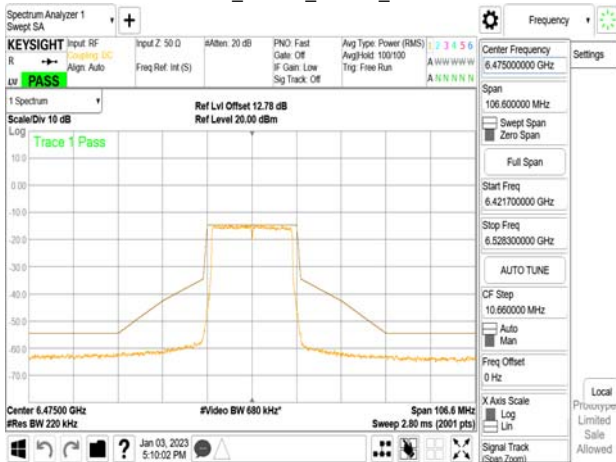 Spectrum Analyzer 1
Swept SA
Frequency
KEYSIGHT
Input: RF
Input Z: 50 Ω
#Atten: 20 dB
PNO: Fast
Avg Type: Power (RMS)
1 2 3 4 5 6
R
Coupling: DC
Gate: Off
Avg|Hold: 100/100
A W W W W W
Align: Auto
Freq Ref: Int (S)
IF Gain: Low
Trig: Free Run
LV
PASS
Sig Track: Off
A N N N N N
1 Spectrum
Ref Lvl Offset 12.78 dB
Scale/Div 10 dB
Ref Level 20.00 dBm
Log
Trace 1 Pass
10.0
0.00
-10.0
-20.0
-30.0
-40.0
-50.0
-60.0
-70.0
Center 6.47500 GHz
#Video BW 680 kHz*
Span 106.6 MHz
#Res BW 220 kHz
Sweep 2.80 ms (2001 pts)
Jan 03, 2023
5:10:02 PM
?
Center Frequency
6.475000000 GHz
Settings
Span
106.600000 MHz
Swept Span
Zero Span
Full Span
Start Freq
6.421700000 GHz
Stop Freq
6.528300000 GHz
AUTO TUNE
CF Step
10.660000 MHz
Auto
Man
Freq Offset
0 Hz
X Axis Scale
Log
Lin
Signal Track
(Span Zoom)
Local
Prototype
Limited
Sale
Allowed